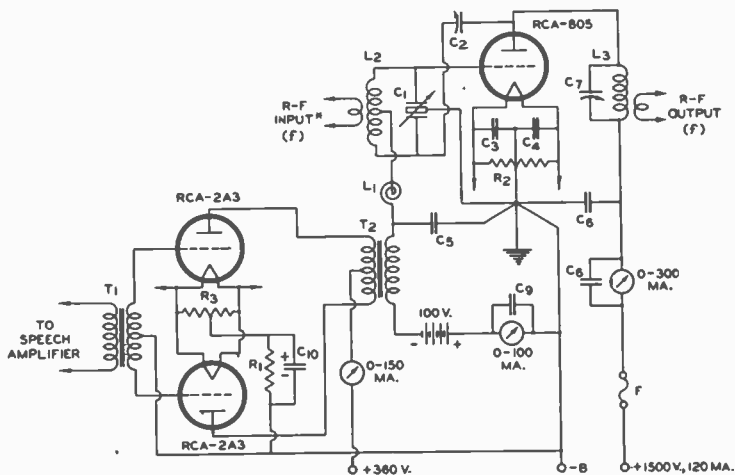 RCA-805
C2
L2
L3
C1
C7
R-F
INPUT*
(f)
R-F
OUTPUT
(f)
C3
C4
R2
L1
RCA-2A3
T2
C6
C5
T1
R3
C6
0-300
MA.
C9
100 V.
- +
TO
SPEECH
AMPLIFIER
R1
+
-
C10
0-150
MA.
0-100
MA.
F
RCA-2A3
+360 V.
-B
+1500 V., 120 MA.